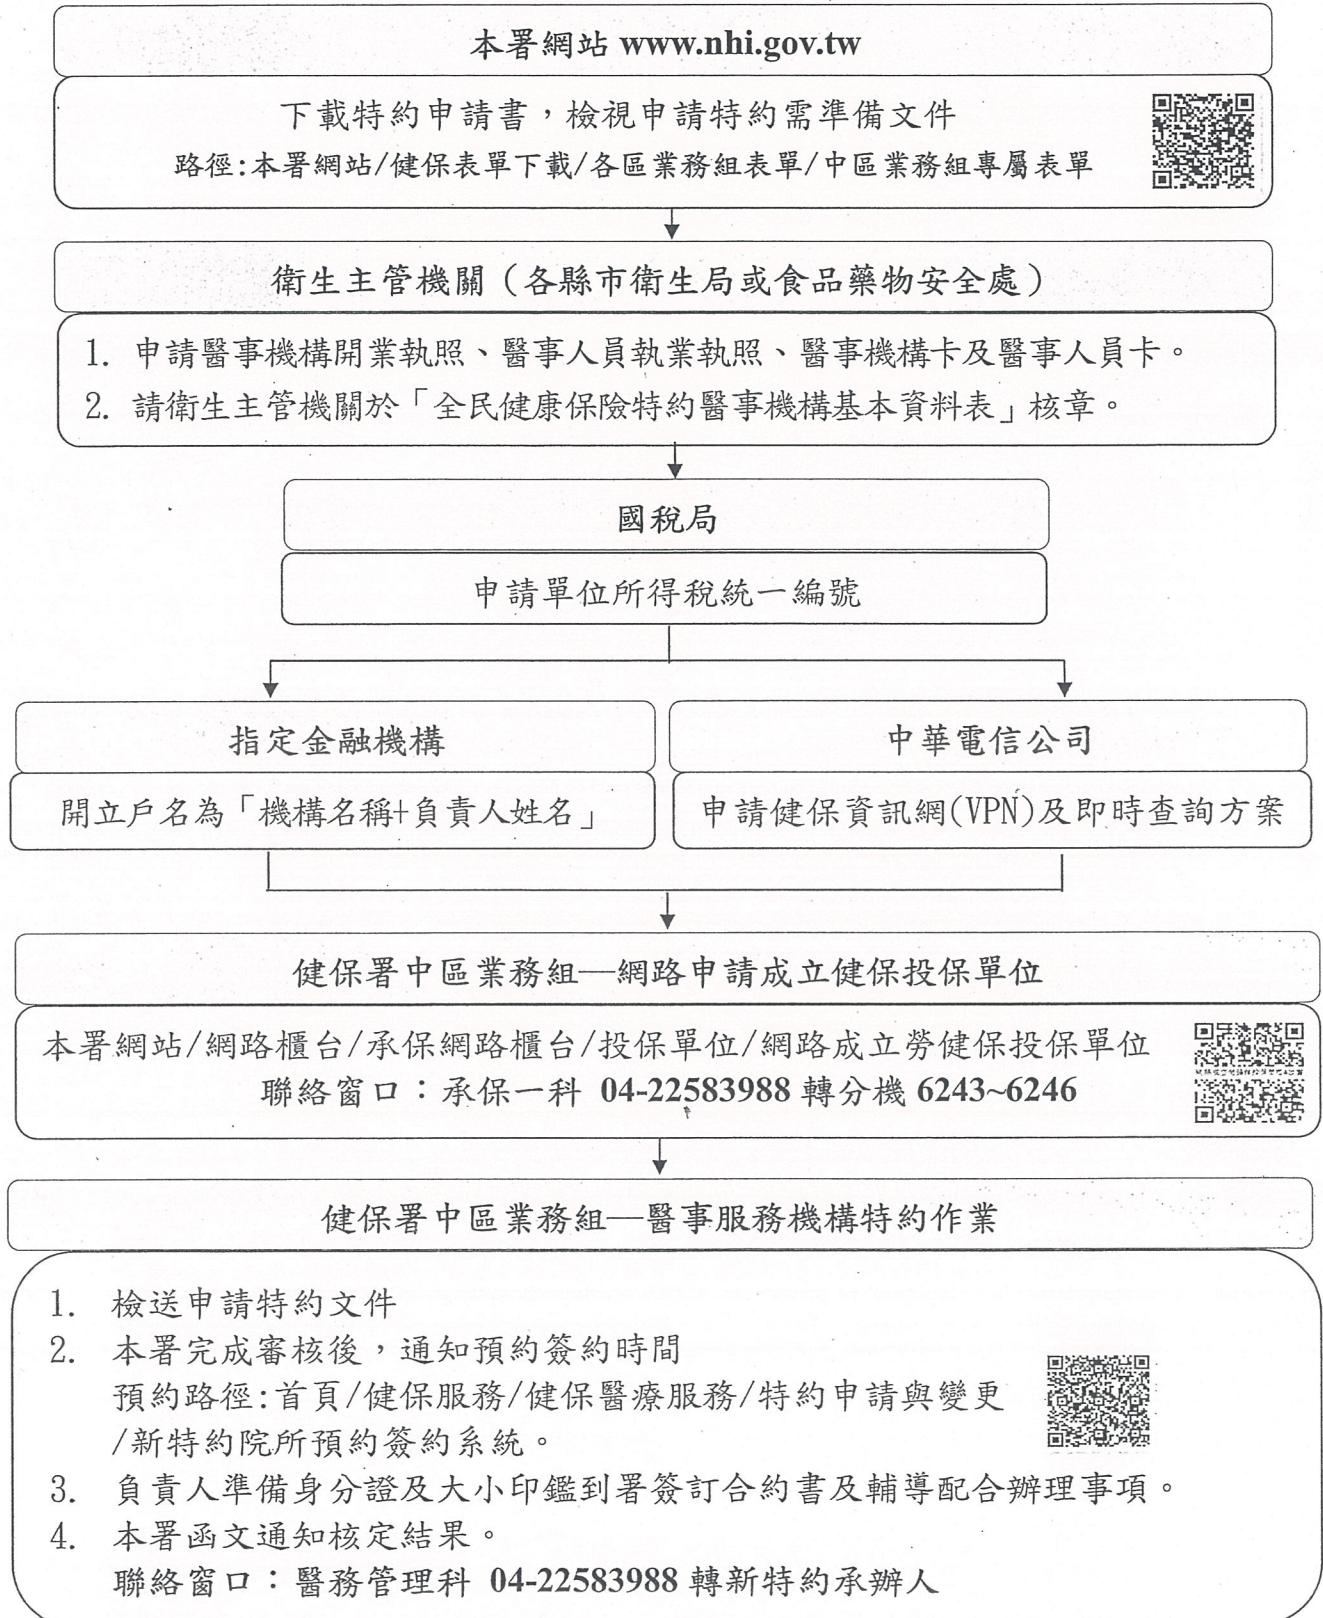 本署網站 www.nhi.gov.tw
下載特約申請書，檢視申請特約需準備文件
路徑:本署網站/健保表單下載/各區業務組表單/中區業務組專屬表單
衛生主管機關（各縣市衛生局或食品藥物安全處）
1. 申請醫事機構開業執照、醫事人員執業執照、醫事機構卡及醫事人員卡。
2. 請衛生主管機關於「全民健康保險特約醫事機構基本資料表」核章。
國稅局
申請單位所得稅統一編號
指定金融機構
開立戶名為「機構名稱+負責人姓名」
中華電信公司
申請健保資訊網(VPN)及即時查詢方案
健保署中區業務組—網路申請成立健保投保單位
本署網站/網路櫃台/承保網路櫃台/投保單位/網路成立勞健保投保單位
聯絡窗口：承保一科 04-22583988 轉分機 6243~6246
健保署中區業務組—醫事服務機構特約作業
1. 檢送申請特約文件
2. 本署完成審核後，通知預約簽約時間
預約路徑:首頁/健保服務/健保醫療服務/特約申請與變更
/新特約院所預約簽約系統。
3. 負責人準備身分證及大小印鑑到署簽訂合約書及輔導配合辦理事項。
4. 本署函文通知核定結果。
聯絡窗口：醫務管理科 04-22583988 轉新特約承辦人